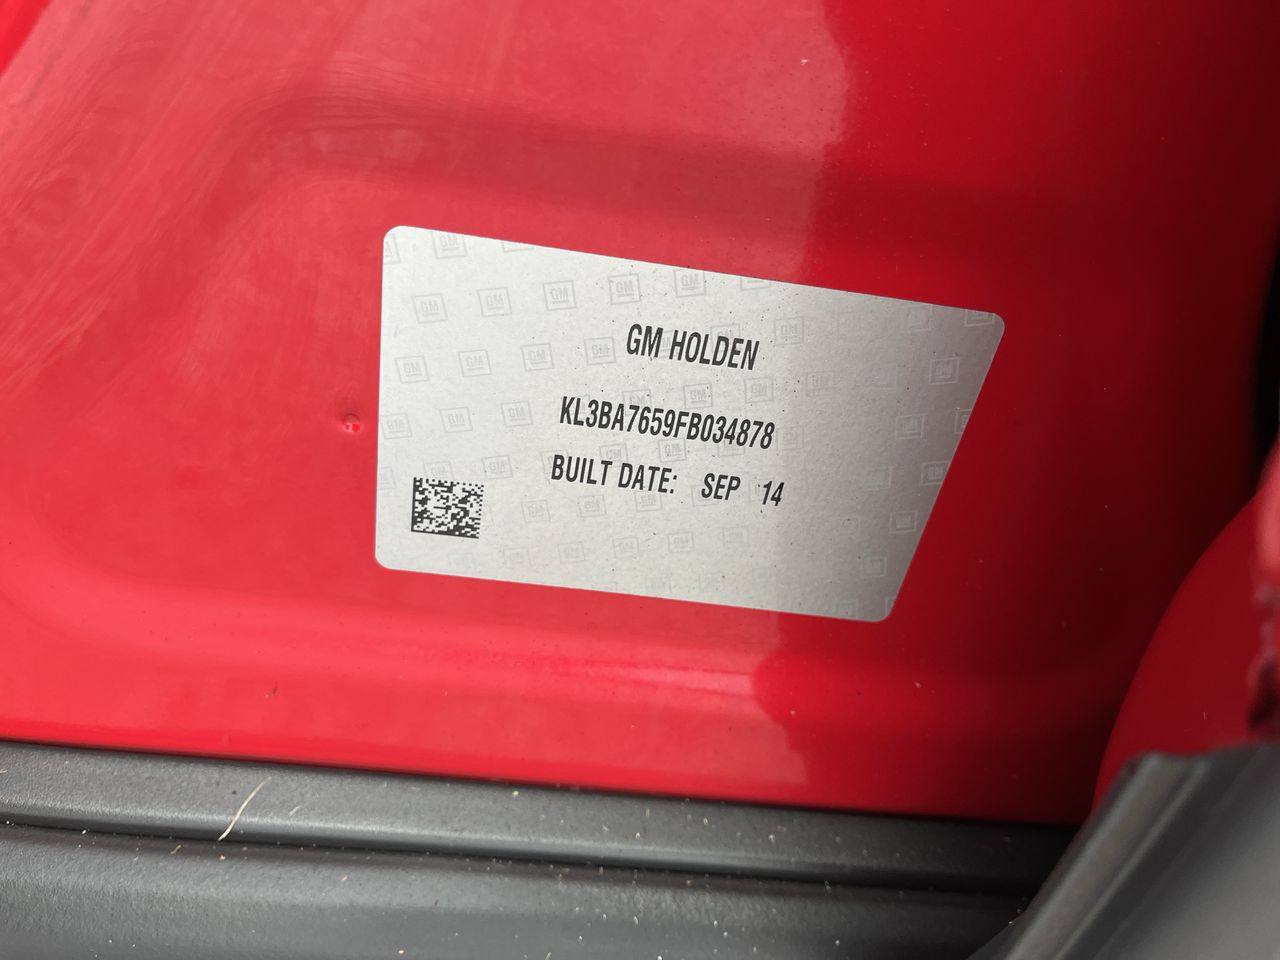 GM HOLDEN
KL3BA7659FB034878
BUILT DATE: SEP 14